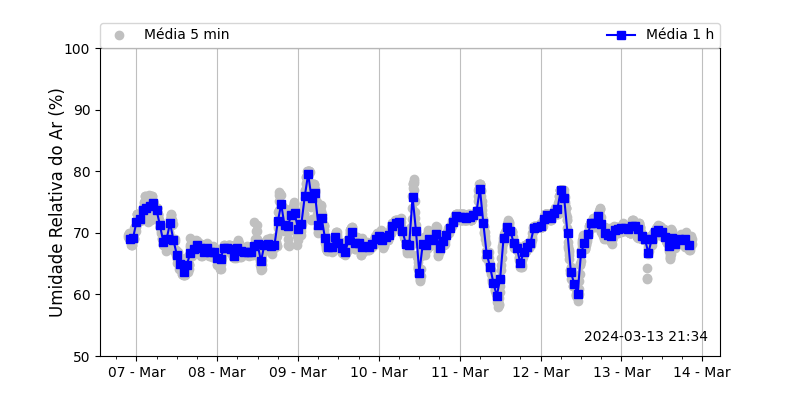 Média 5 min
Média 1 h
100
90
80
70
60
50
Umidade Relativa do Ar (%)
2024-03-13 21:34
07 - Mar
08 - Mar
09 - Mar
10 - Mar
11 - Mar
12 - Mar
13 - Mar
14 - Mar